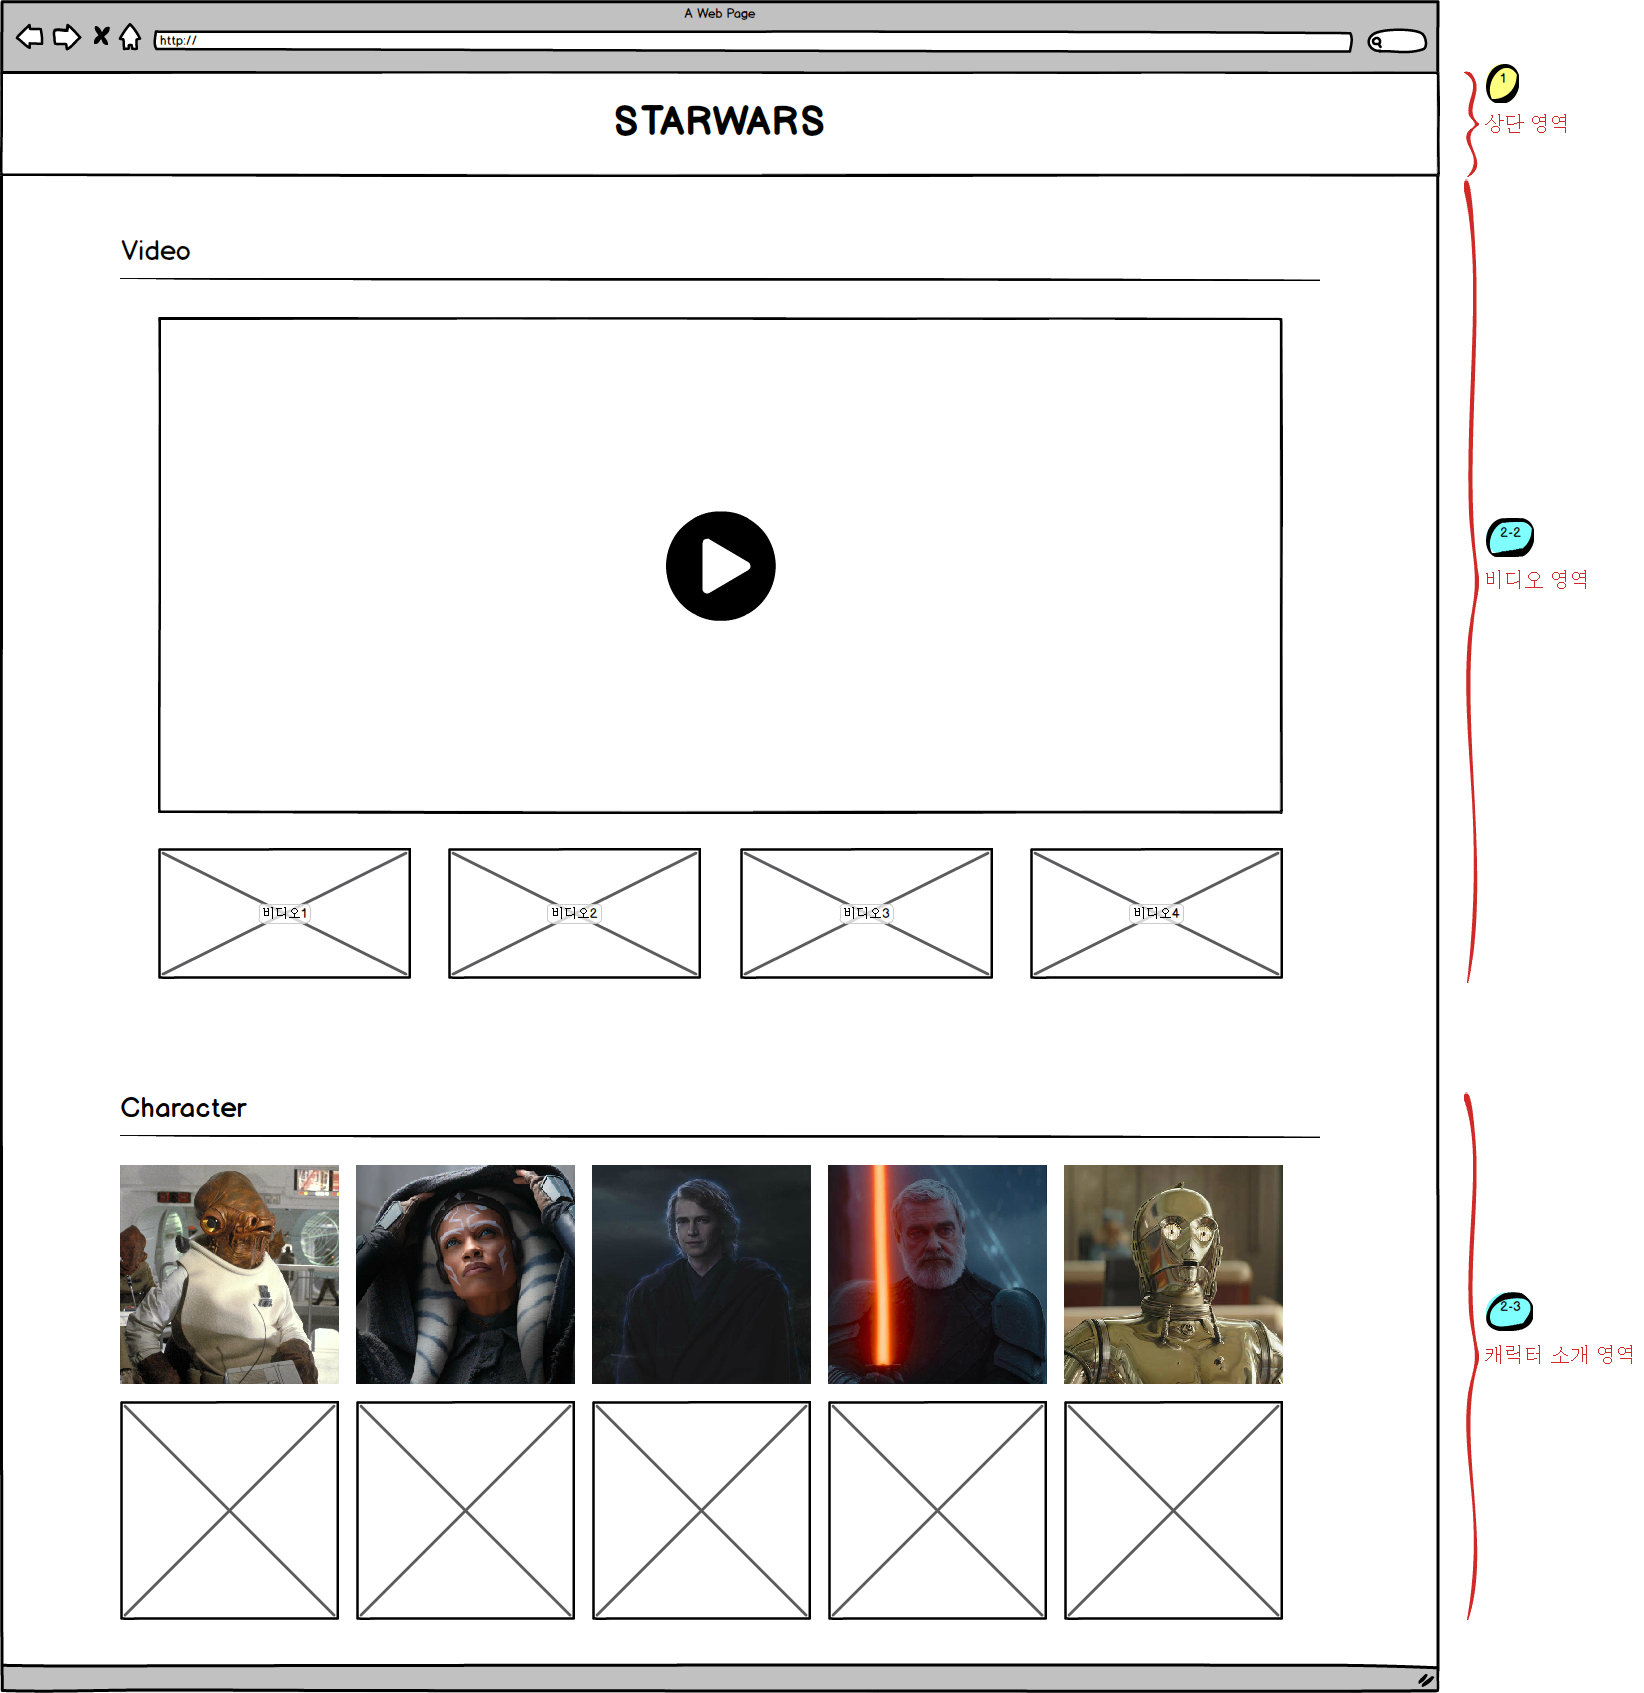 A Web Page
http://
STARWARS
1
상단 영역
Video
2-2
비디오 영역
비디오1
비디오2
비디오3
비디오4
Character
2-3
캐릭터 소개 영역